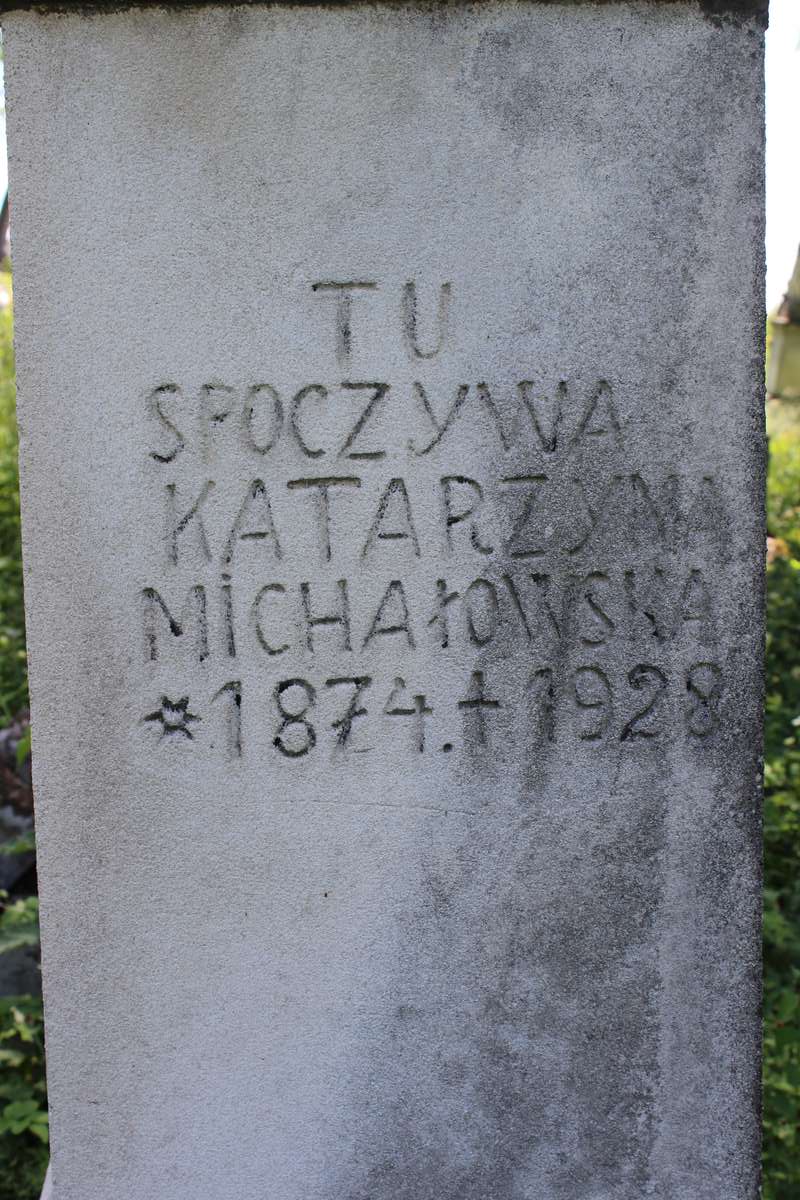 TU
SPOCZYWA
KATARZYNA
MiCHAŁOWSKA
*1874.✝1928